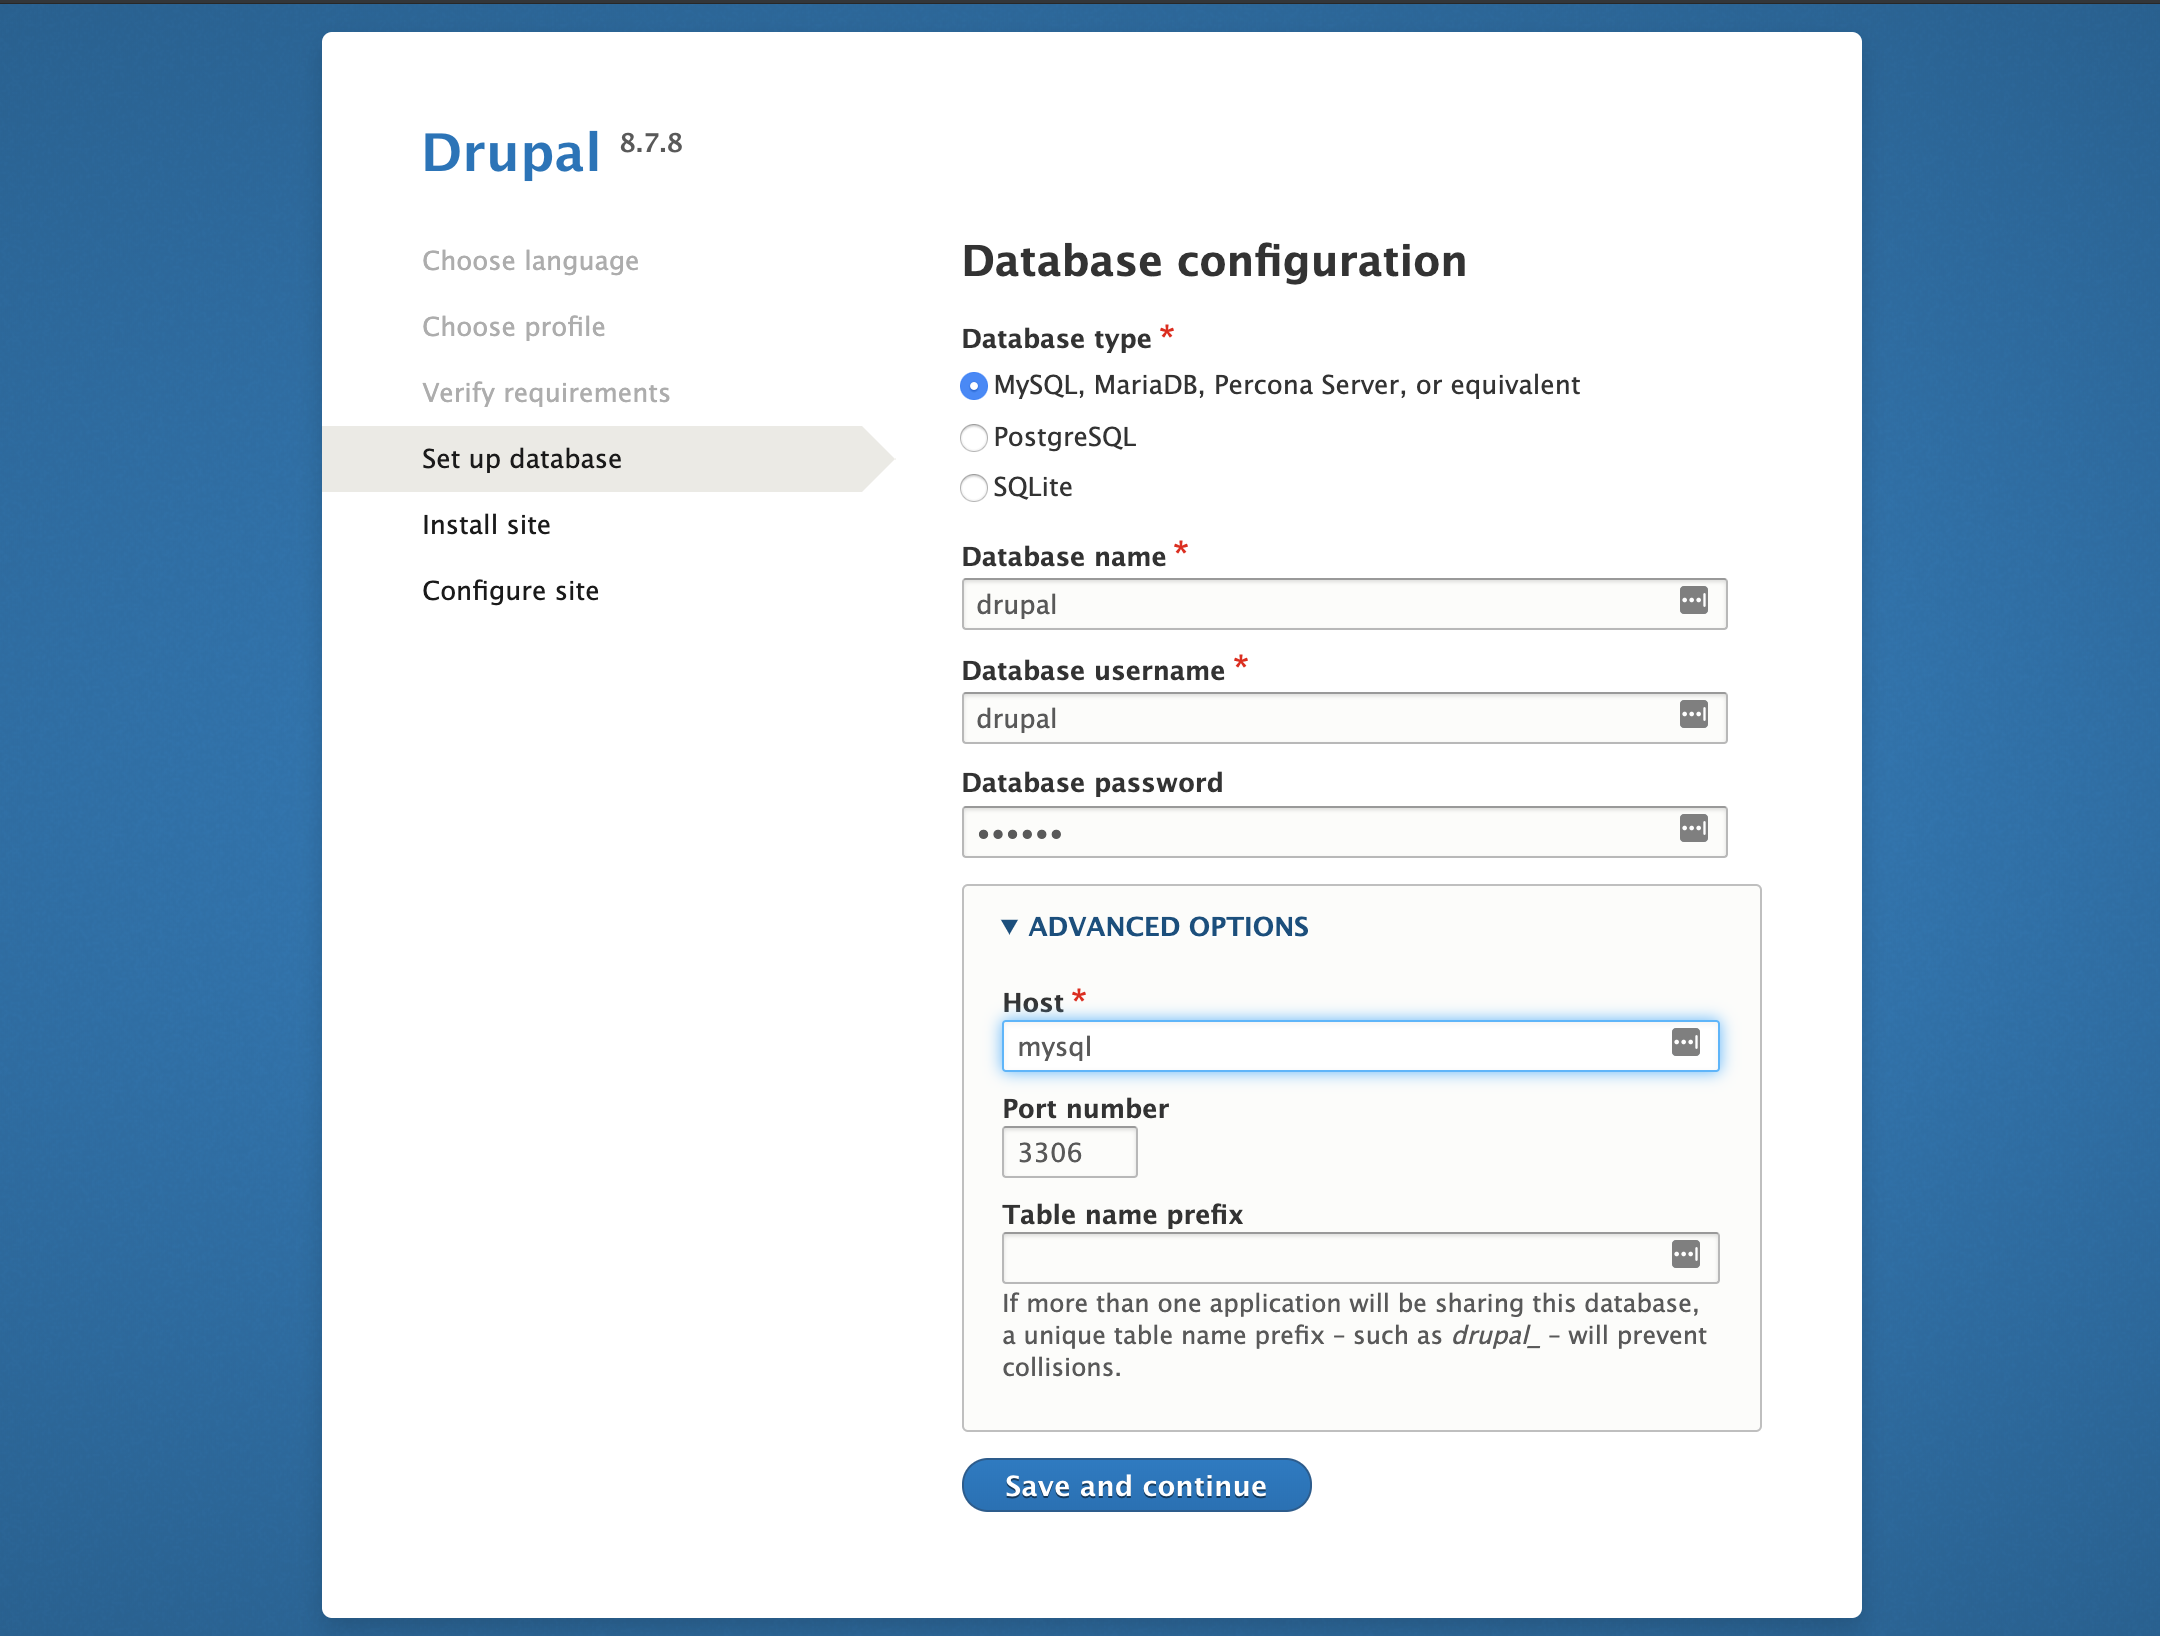 Drupal 8.7.8
Choose language
Choose profile
Verify requirements
Set up database
Install site
Configure site
Database configuration
Database type *
MySQL, MariaDB, Percona Server, or equivalent
PostgreSQL
SQLite
Database name *
drupal
Database username *
drupal
Database password
••••••
▼ ADVANCED OPTIONS
Host *
mysql
Port number
3306
Table name prefix
If more than one application will be sharing this database,
a unique table name prefix – such as drupal_ – will prevent
collisions.
Save and continue